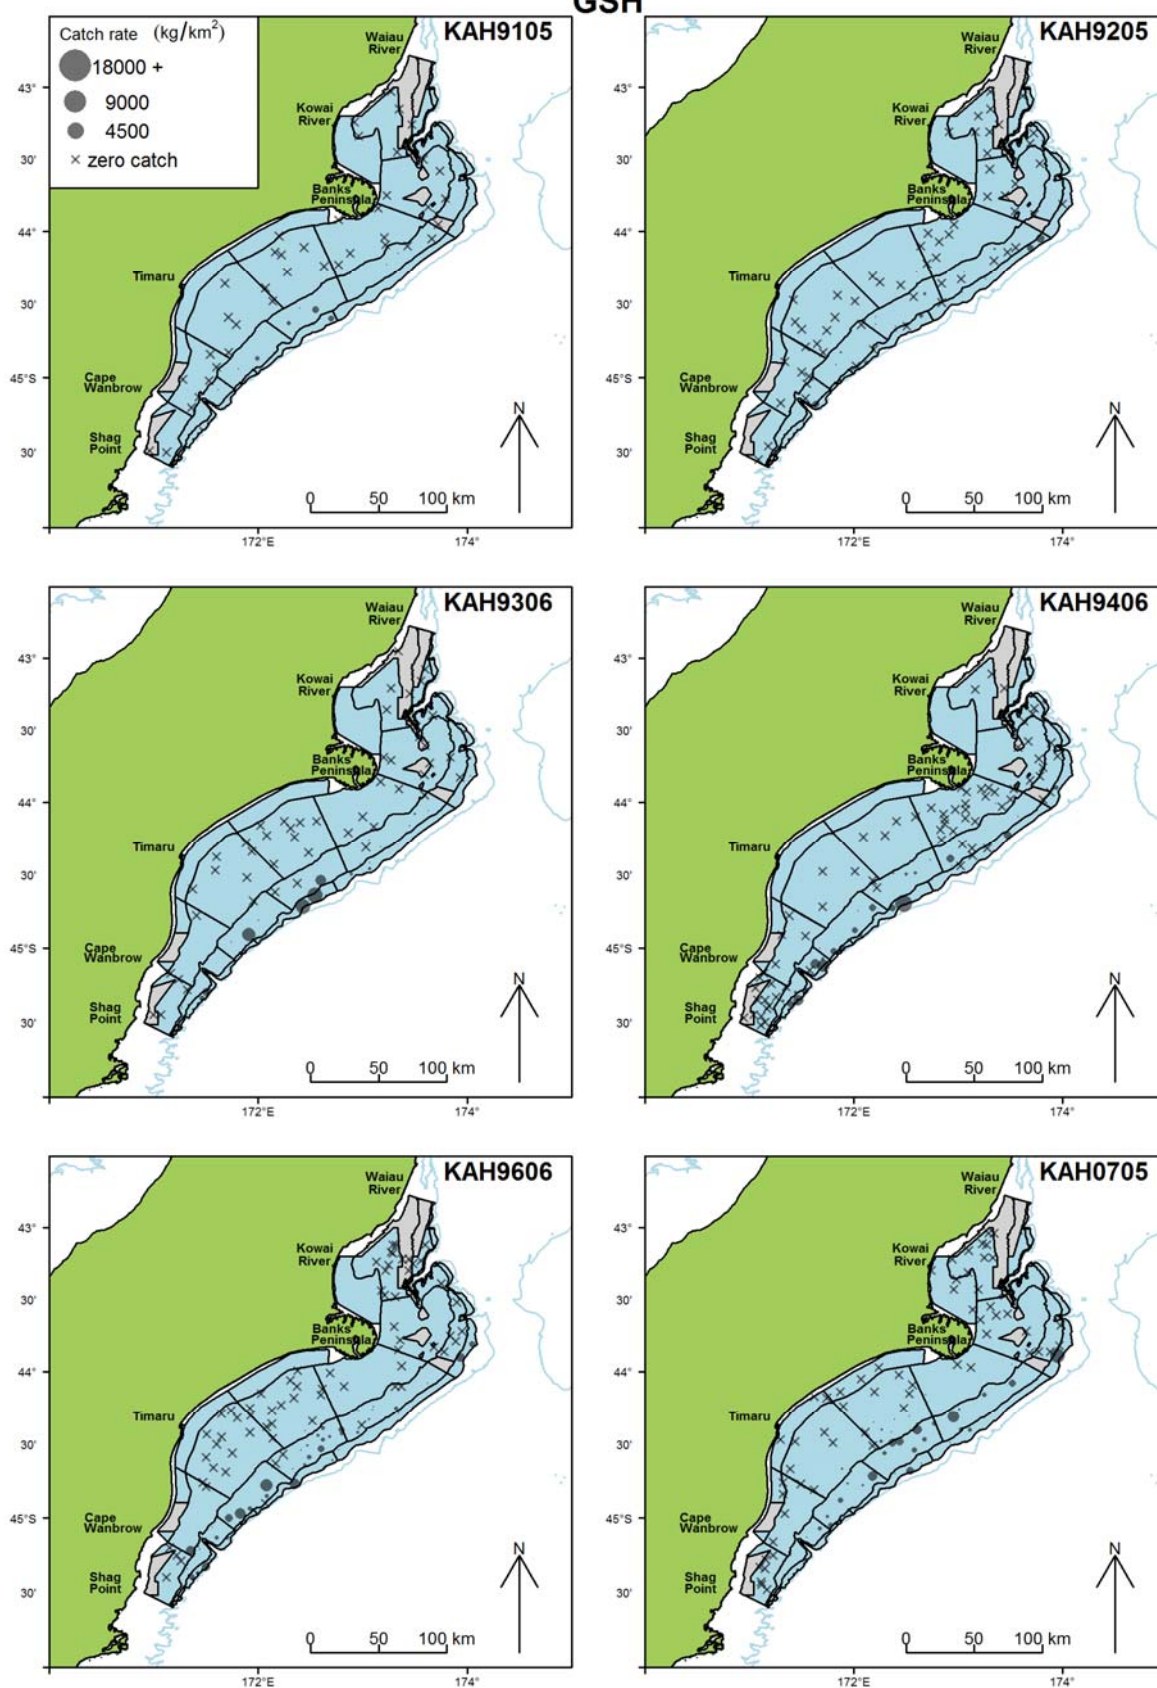 GSH
KAH9105
Catch rate (kg/km²)
18000 +
9000
4500
× zero catch
Waiau
River
Kowai
River
Banks
Peninsula
Timaru
Cape
Wanbrow
Shag
Point
43°
30'
44°
30'
45°S
30'
N
0 50 100 km
172°E 174°
KAH9205
Waiau
River
Kowai
River
Banks
Peninsula
Timaru
Cape
Wanbrow
Shag
Point
43°
30'
44°
30'
45°S
30'
N
0 50 100 km
172°E 174°
KAH9306
Waiau
River
Kowai
River
Banks
Peninsula
Timaru
Cape
Wanbrow
Shag
Point
43°
30'
44°
30'
45°S
30'
N
0 50 100 km
172°E 174°
KAH9406
Waiau
River
Kowai
River
Banks
Peninsula
Timaru
Cape
Wanbrow
Shag
Point
43°
30'
44°
30'
45°S
30'
N
0 50 100 km
172°E 174°
KAH9606
Waiau
River
Kowai
River
Banks
Peninsula
Timaru
Cape
Wanbrow
Shag
Point
43°
30'
44°
30'
45°S
30'
N
0 50 100 km
172°E 174°
KAH0705
Waiau
River
Kowai
River
Banks
Peninsula
Timaru
Cape
Wanbrow
Shag
Point
43°
30'
44°
30'
45°S
30'
N
0 50 100 km
172°E 174°